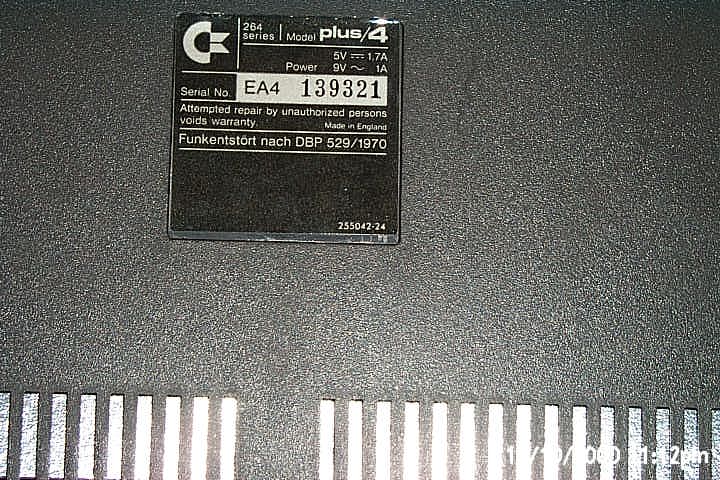 264 series Model plus/4
5V ⎓ 1.7A
Power 9V ~ 1A
Serial No. EA4 139321
Attempted repair by unauthorized persons
voids warranty. Made in England
Funkentstört nach DBP 529/1970
255042-24